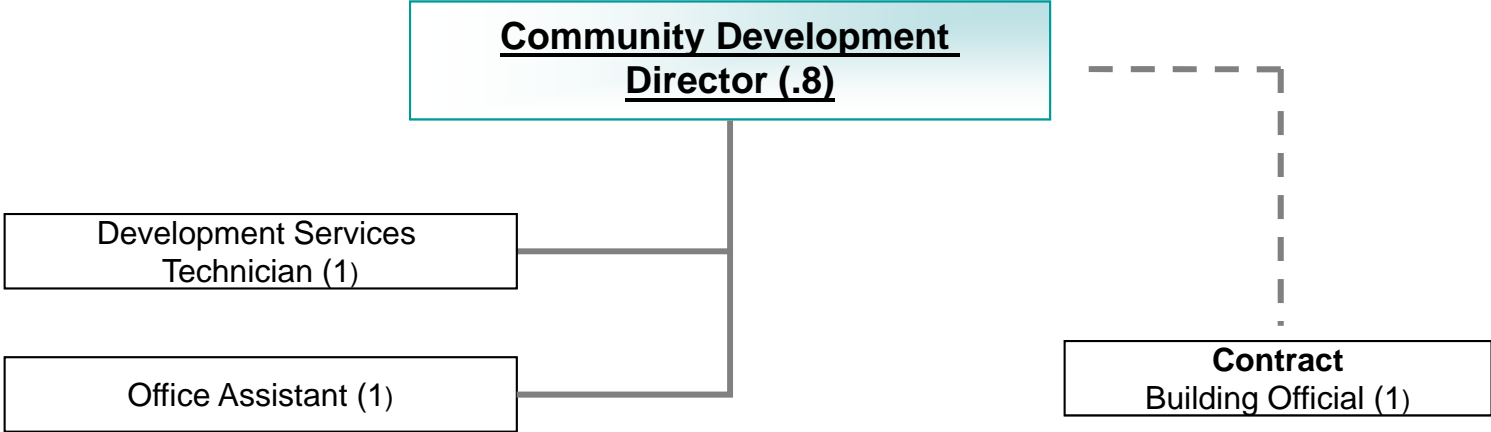 Community Development
Director (.8)
Development Services
Technician (1)
Office Assistant (1)
Contract
Building Official (1)